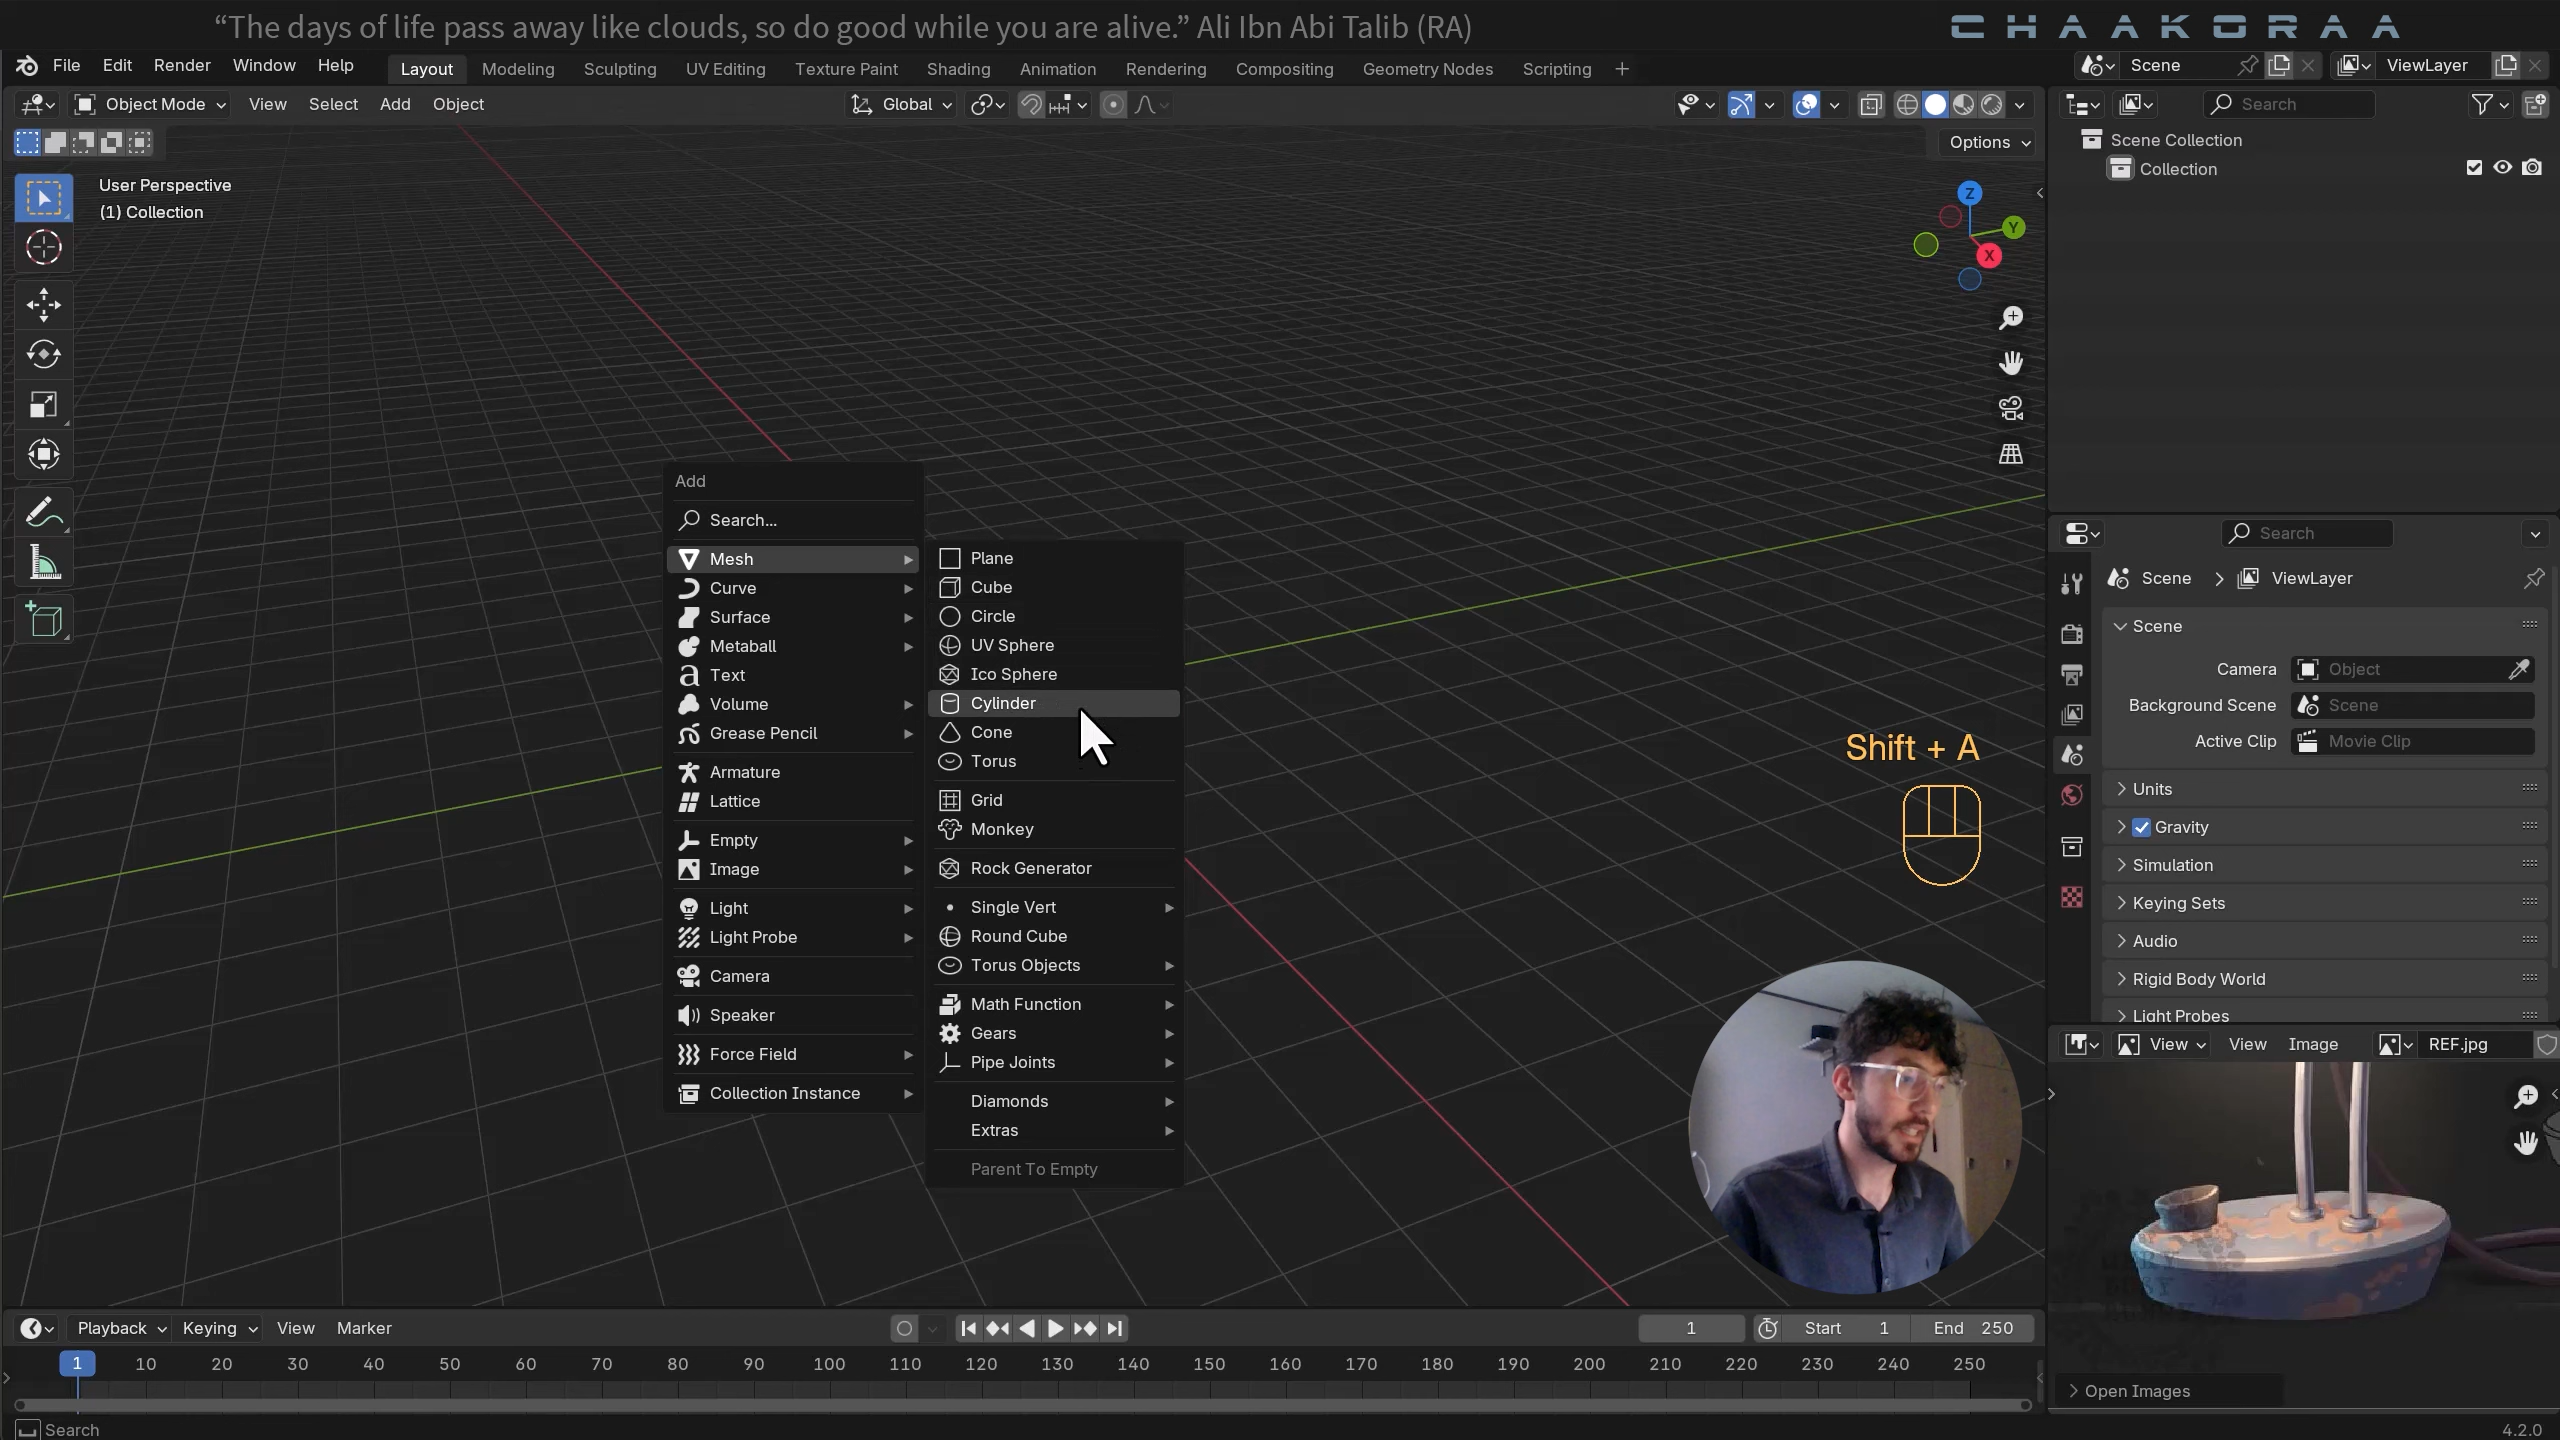 “The days of life pass away like clouds, so do good while you are alive.” Ali Ibn Abi Talib (RA)
CHAAKORAA
File Edit Render Window Help
Layout Modeling Sculpting UV Editing Texture Paint Shading Animation Rendering Compositing Geometry Nodes Scripting +
Scene
ViewLayer
Object Mode View Select Add Object
Global
Search
Options
User Perspective
(1) Collection
Scene Collection
Collection
Z
Y
X
Add
Search...
Mesh
Curve
Surface
Metaball
Text
Volume
Grease Pencil
Armature
Lattice
Empty
Image
Light
Light Probe
Camera
Speaker
Force Field
Collection Instance
Plane
Cube
Circle
UV Sphere
Ico Sphere
Cylinder
Cone
Torus
Grid
Monkey
Rock Generator
Single Vert
Round Cube
Torus Objects
Math Function
Gears
Pipe Joints
Diamonds
Extras
Parent To Empty
Shift + A
Search
Scene > ViewLayer
Scene
Camera Object
Background Scene Scene
Active Clip Movie Clip
Units
Gravity
Simulation
Keying Sets
Audio
Rigid Body World
Light Probes
View View Image REF.jpg
Open Images
Playback Keying View Marker
1
Start 1
End 250
1 10 20 30 40 50 60 70 80 90 100 110 120 130 140 150 160 170 180 190 200 210 220 230 240 250
Search
4.2.0